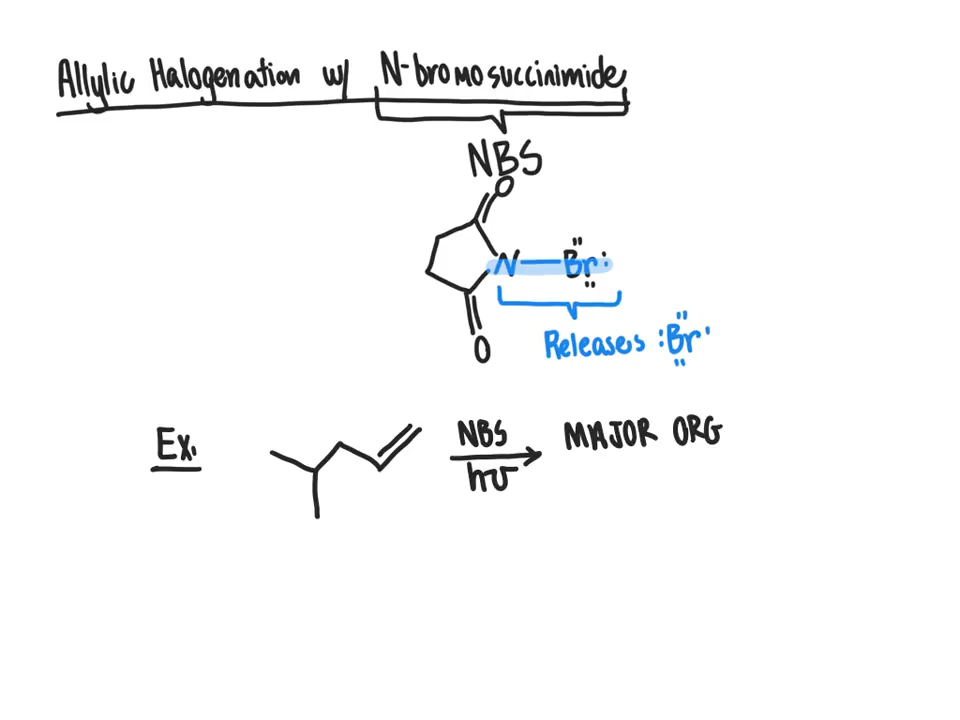 Allylic Halogenation w/ N-bromosuccinimide
NBS
O
N—Br
O
Releases :Br·
Ex.
NBS
hν
MAJOR ORG